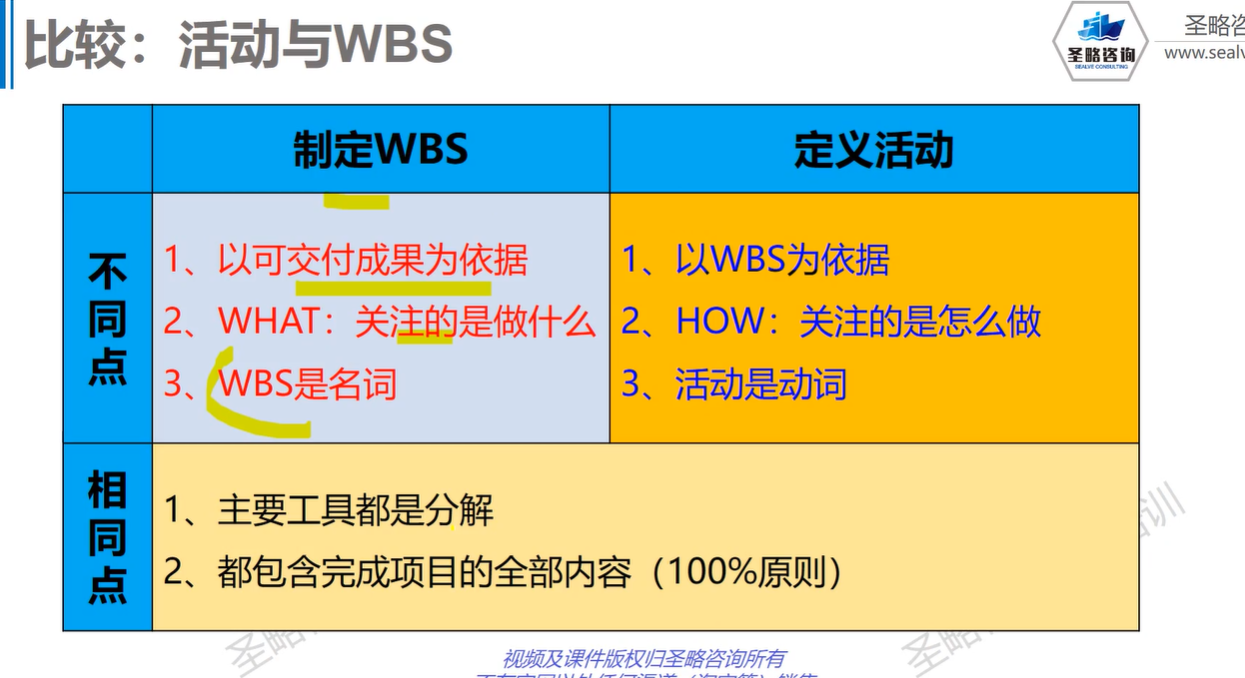 比较：活动与WBS
圣略咨询
SEALVE CONSULTING
圣略咨
www.sealv
制定WBS
定义活动
不同点
1、以可交付成果为依据
2、WHAT：关注的是做什么
3、WBS是名词
1、以WBS为依据
2、HOW：关注的是怎么做
3、活动是动词
相同点
1、主要工具都是分解
2、都包含完成项目的全部内容（100%原则）
圣略
圣略
培训
视频及课件版权归圣略咨询所有